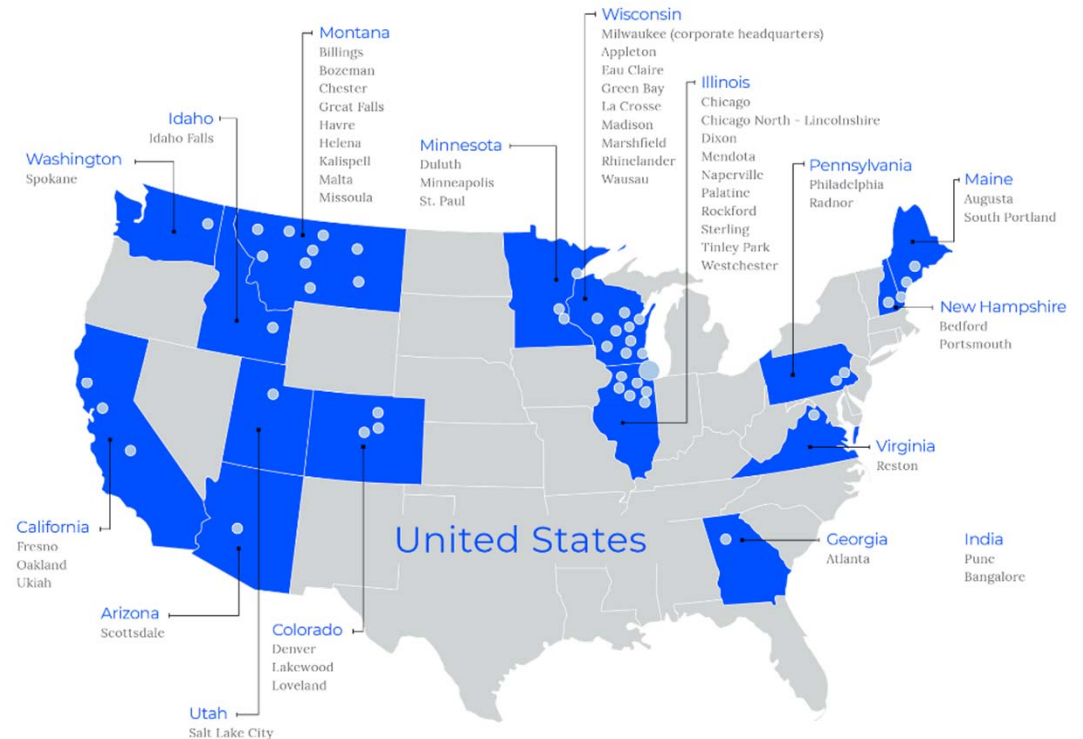 Wisconsin
Milwaukee (corporate headquarters)
Appleton
Eau Claire
Green Bay
La Crosse
Madison
Marshfield
Rhinelander
Wausau
Montana
Billings
Bozeman
Chester
Great Falls
Havre
Helena
Kalispell
Malta
Missoula
Illinois
Chicago
Chicago North - Lincolnshire
Dixon
Mendota
Naperville
Palatine
Rockford
Sterling
Tinley Park
Westchester
Idaho
Idaho Falls
Washington
Spokane
Minnesota
Duluth
Minneapolis
St. Paul
Pennsylvania
Philadelphia
Radnor
Maine
Augusta
South Portland
New Hampshire
Bedford
Portsmouth
Virginia
Reston
California
Fresno
Oakland
Ukiah
United States
Georgia
Atlanta
India
Pune
Bangalore
Arizona
Scottsdale
Colorado
Denver
Lakewood
Loveland
Utah
Salt Lake City